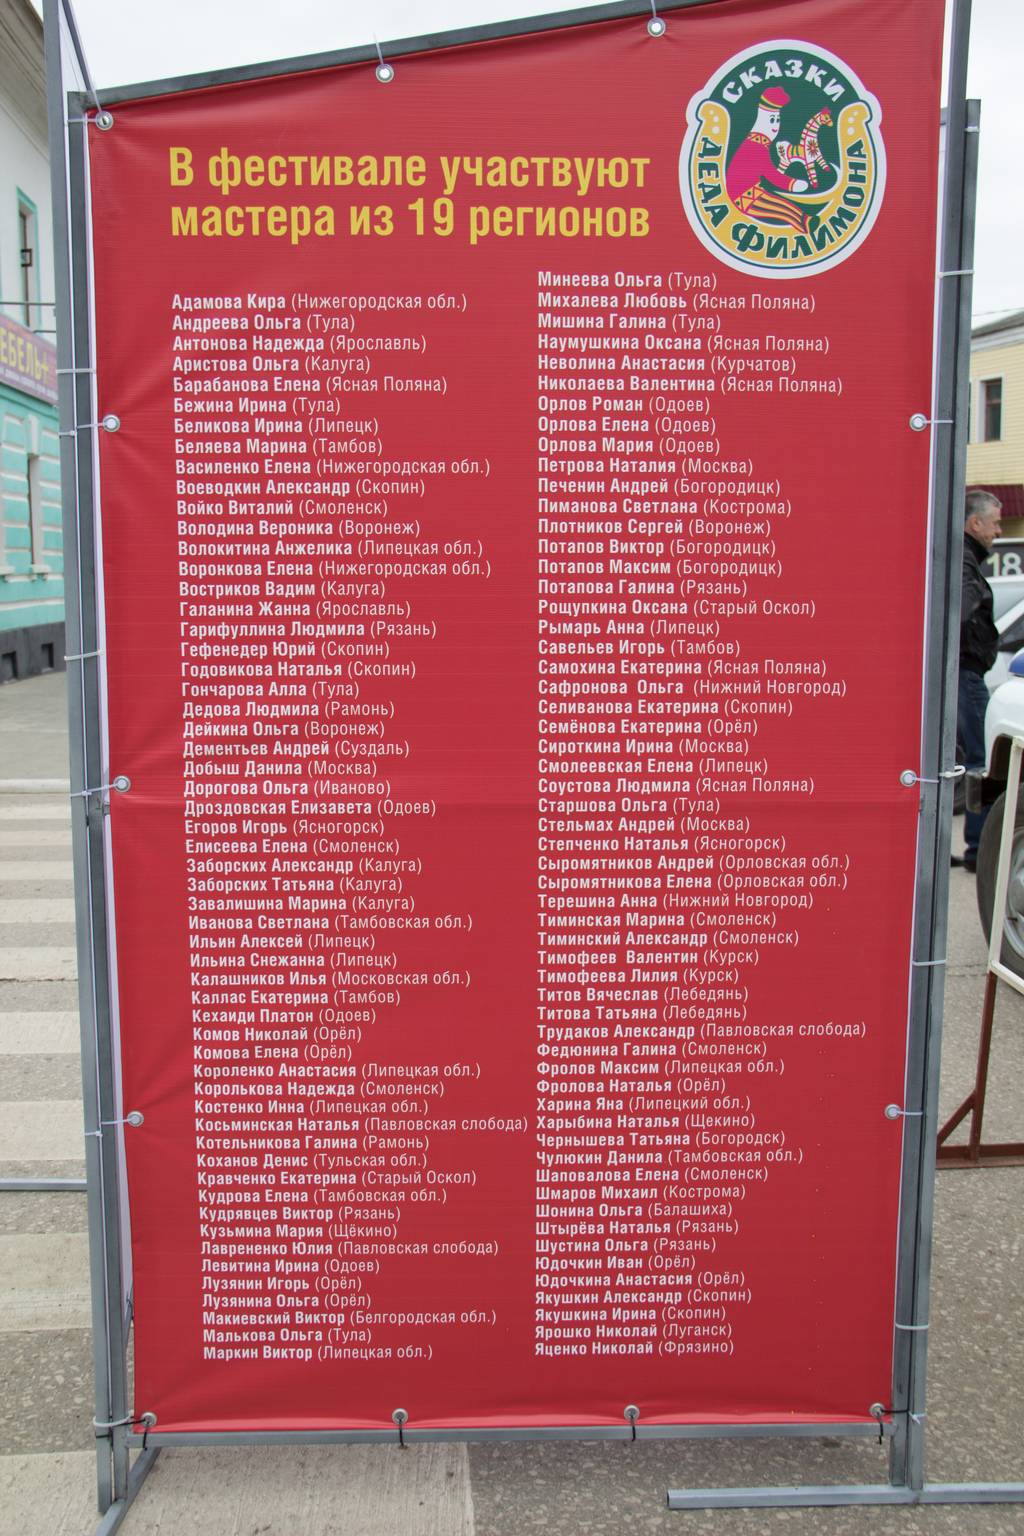 СКАЗКИ
ДЕДА ФИЛИМОНА
В фестивале участвуют
мастера из 19 регионов
Адамова Кира (Нижегородская обл.)
Андреева Ольга (Тула)
Антонова Надежда (Ярославль)
Аристова Ольга (Калуга)
Барабанова Елена (Ясная Поляна)
Бежина Ирина (Тула)
Беликова Ирина (Липецк)
Беляева Марина (Тамбов)
Василенко Елена (Нижегородская обл.)
Воеводкин Александр (Скопин)
Войко Виталий (Смоленск)
Володина Вероника (Воронеж)
Волокитина Анжелика (Липецкая обл.)
Воронкова Елена (Нижегородская обл.)
Востриков Вадим (Калуга)
Галанина Жанна (Ярославль)
Гарифуллина Людмила (Рязань)
Гефенедер Юрий (Скопин)
Годовикова Наталья (Скопин)
Гончарова Алла (Тула)
Дедова Людмила (Рамонь)
Дейкина Ольга (Воронеж)
Дементьев Андрей (Суздаль)
Добыш Данила (Москва)
Дорогова Ольга (Иваново)
Дроздовская Елизавета (Одоев)
Егоров Игорь (Ясногорск)
Елисеева Елена (Смоленск)
Заборских Александр (Калуга)
Заборских Татьяна (Калуга)
Завалишина Марина (Калуга)
Иванова Светлана (Тамбовская обл.)
Ильин Алексей (Липецк)
Ильина Снежанна (Липецк)
Калашников Илья (Московская обл.)
Каллас Екатерина (Тамбов)
Кехаиди Платон (Одоев)
Комов Николай (Орёл)
Комова Елена (Орёл)
Короленко Анастасия (Липецкая обл.)
Королькова Надежда (Смоленск)
Костенко Инна (Липецкая обл.)
Косьминская Наталья (Павловская слобода)
Котельникова Галина (Рамонь)
Коханов Денис (Тульская обл.)
Кравченко Екатерина (Старый Оскол)
Кудрова Елена (Тамбовская обл.)
Кудрявцев Виктор (Рязань)
Кузьмина Мария (Щёкино)
Лаврененко Юлия (Павловская слобода)
Левитина Ирина (Одоев)
Лузянин Игорь (Орёл)
Лузянина Ольга (Орёл)
Макиевский Виктор (Белгородская обл.)
Малькова Ольга (Тула)
Маркин Виктор (Липецкая обл.)
Минеева Ольга (Тула)
Михалева Любовь (Ясная Поляна)
Мишина Галина (Тула)
Наумушкина Оксана (Ясная Поляна)
Неволина Анастасия (Курчатов)
Николаева Валентина (Ясная Поляна)
Орлов Роман (Одоев)
Орлова Елена (Одоев)
Орлова Мария (Одоев)
Петрова Наталия (Москва)
Печенин Андрей (Богородицк)
Пиманова Светлана (Кострома)
Плотников Сергей (Воронеж)
Потапов Виктор (Богородицк)
Потапов Максим (Богородицк)
Потапова Галина (Рязань)
Рощупкина Оксана (Старый Оскол)
Рымарь Анна (Липецк)
Савельев Игорь (Тамбов)
Самохина Екатерина (Ясная Поляна)
Сафронова Ольга (Нижний Новгород)
Селиванова Екатерина (Скопин)
Семёнова Екатерина (Орёл)
Сироткина Ирина (Москва)
Смолеевская Елена (Липецк)
Соустова Людмила (Ясная Поляна)
Старшова Ольга (Тула)
Стельмах Андрей (Москва)
Степченко Наталья (Ясногорск)
Сыромятников Андрей (Орловская обл.)
Сыромятникова Елена (Орловская обл.)
Терешина Анна (Нижний Новгород)
Тиминская Марина (Смоленск)
Тиминский Александр (Смоленск)
Тимофеев Валентин (Курск)
Тимофеева Лилия (Курск)
Титов Вячеслав (Лебедянь)
Титова Татьяна (Лебедянь)
Трудаков Александр (Павловская слобода)
Федюнина Галина (Смоленск)
Фролов Максим (Липецкая обл.)
Фролова Наталья (Орёл)
Харина Яна (Липецкий обл.)
Харыбина Наталья (Щекино)
Чернышева Татьяна (Богородск)
Чулюкин Данила (Тамбовская обл.)
Шаповалова Елена (Смоленск)
Шмаров Михаил (Кострома)
Шонина Ольга (Балашиха)
Штырёва Наталья (Рязань)
Шустина Ольга (Рязань)
Юдочкин Иван (Орёл)
Юдочкина Анастасия (Орёл)
Якушкин Александр (Скопин)
Якушкина Ирина (Скопин)
Ярошко Николай (Луганск)
Яценко Николай (Фрязино)
18